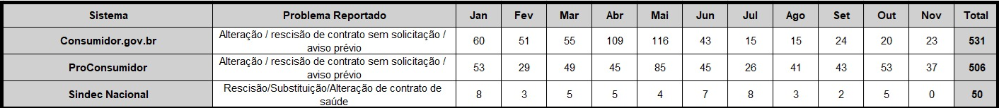 Sistema Problema Reportado Jan Fev Mar Abr Mai Jun Jul Ago Set Out Nov Total
Consumidor.gov.br Alteração / rescisão de contrato sem solicitação / 60 51 55 109 116 43 15 15 24 20 23 531
aviso prévio
ProConsumidor Alteração / rescisão de contrato sem solicitação / 53 29 49 45 85 45 26 41 43 53 37 506
aviso prévio
Sindec Nacional Rescisão/Substituição/Alteração de contrato de 8 3 5 5 4 7 8 3 2 5 0 50
saúde